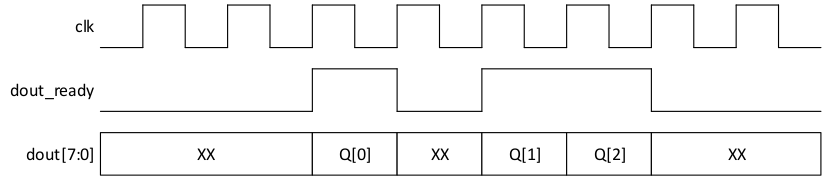 clk
dout_ready
dout[7:0] XX Q[0] XX Q[1] Q[2] XX